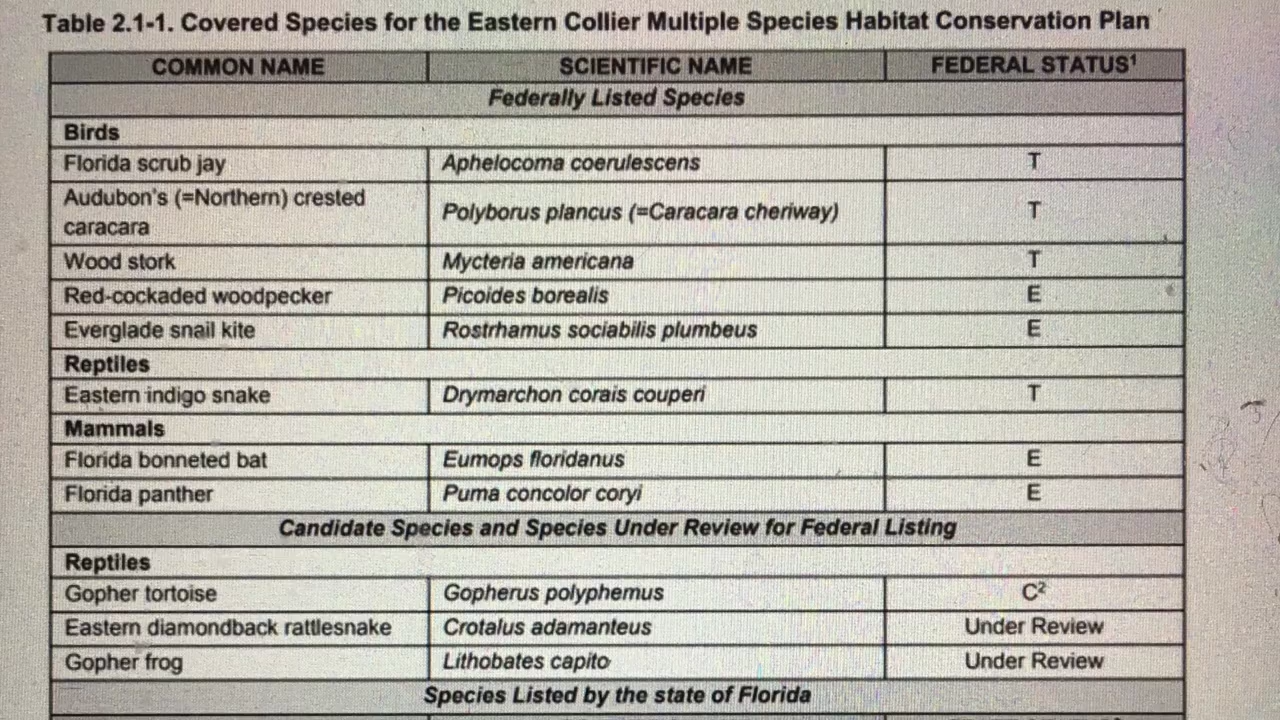 Table 2.1-1. Covered Species for the Eastern Collier Multiple Species Habitat Conservation Plan
COMMON NAME SCIENTIFIC NAME FEDERAL STATUS¹
Federally Listed Species
Birds
Florida scrub jay Aphelocoma coerulescens T
Audubon's (=Northern) crested
caracara Polyborus plancus (=Caracara cheriway) T
Wood stork Mycteria americana T
Red-cockaded woodpecker Picoides borealis E
Everglade snail kite Rostrhamus sociabilis plumbeus E
Reptiles
Eastern indigo snake Drymarchon corais couperi T
Mammals
Florida bonneted bat Eumops floridanus E
Florida panther Puma concolor coryi E
Candidate Species and Species Under Review for Federal Listing
Reptiles
Gopher tortoise Gopherus polyphemus C²
Eastern diamondback rattlesnake Crotalus adamanteus Under Review
Gopher frog Lithobates capito Under Review
Species Listed by the state of Florida